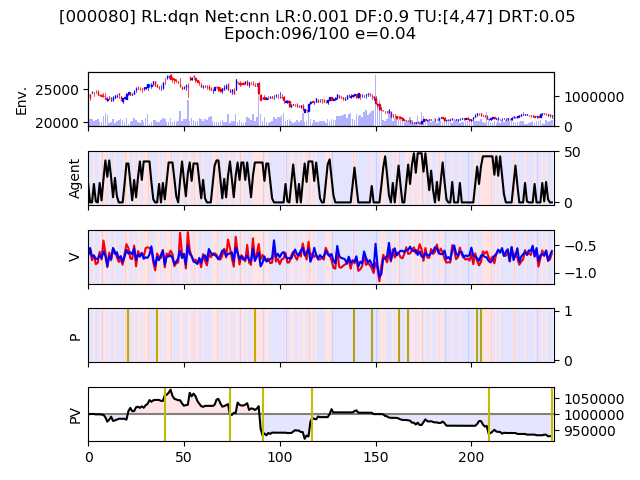 [000080] RL:dqn Net:cnn LR:0.001 DF:0.9 TU:[4,47] DRT:0.05
Epoch:096/100 e=0.04
Env.
25000
20000
1000000
0
Agent
50
0
V
−0.5
−1.0
P
1
0
PV
1050000
1000000
950000
0 50 100 150 200